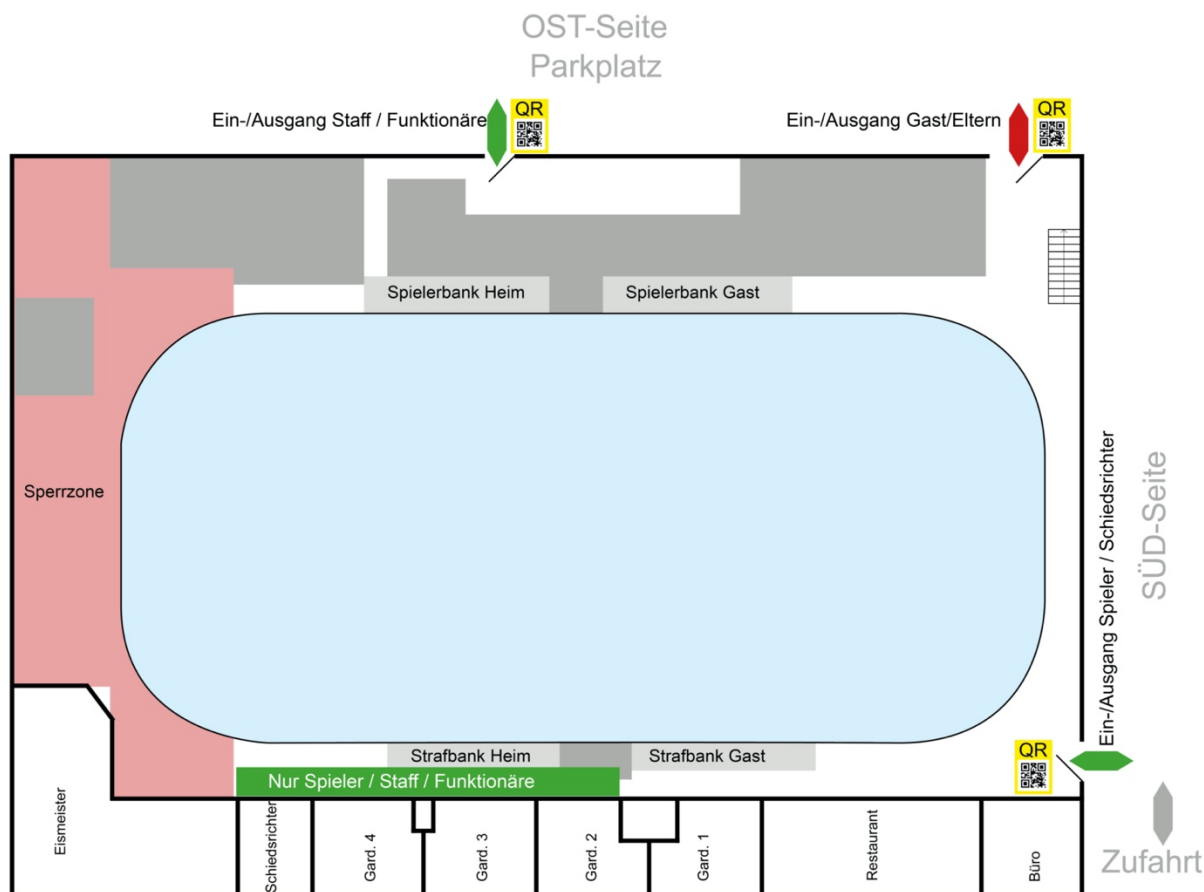 OST-Seite
Parkplatz
Ein-/Ausgang Staff / Funktionäre
QR
Ein-/Ausgang Gast/Eltern
QR
Spielerbank Heim
Spielerbank Gast
Sperrzone
Ein-/Ausgang Spieler / Schiedsrichter
SÜD-Seite
Strafbank Heim
Strafbank Gast
QR
Nur Spieler / Staff / Funktionäre
Eismeister
Schiedsrichter
Gard. 4
Gard. 3
Gard. 2
Gard. 1
Restaurant
Büro
Zufahrt